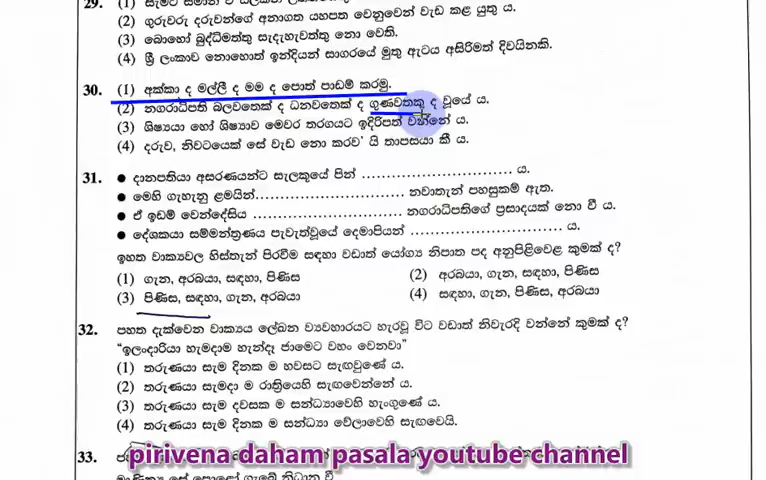 (2) ගුරුවරු දරුවන්ගේ අනාගත යහපත වෙනුවෙන් වැඩ කළ යුතු ය.
(3) බොහෝ බුද්ධිමත්තු සැදැහැවත්තු නො වෙති.
(4) ශ්‍රී ලංකාව නොහොත් ඉන්දියන් සාගරයේ මුතු ඇටය අසිරිමත් දිවයිනකි.
30. (1) අක්කා ද මල්ලී ද මම ද පොත් පාඩම් කරමු.
(2) නගරාධිපති බලවතෙක් ද ධනවතෙක් ද ගුණවතකු ද වූයේ ය.
(3) ශිෂ්‍යයා හෝ ශිෂ්‍යාව මෙවර තරගයට ඉදිරිපත් වන්නේ ය.
(4) දරුව, නිවටයෙක් සේ වැඩ නො කරව' යි තාපසයා කී ය.
31. ● දානපතියා අසරණයන්ට සැලකූයේ පින් .................................... ය.
● මෙහි ගැහැනු ළමයින්.................................... නවාතැන් පහසුකම් ඇත.
● ඒ ඉඩම් වෙන්දේසිය .................................... නගරාධිපතිගේ ප්‍රසාදයක් නො වී ය.
● දේශකයා සම්මන්ත්‍රණය පැවැත්වූයේ දෙමාපියන් .................................... ය.
ඉහත වාක්‍යවල හිස්තැන් පිරවීම සඳහා වඩාත් යෝග්‍ය නිපාත පද අනුපිළිවෙළ කුමක් ද?
(1) ගැන, අරබයා, සඳහා, පිණිස (2) අරබයා, ගැන, සඳහා, පිණිස
(3) පිණිස, සඳහා, ගැන, අරබයා (4) සඳහා, ගැන, අරබයා, පිණිස
32. පහත දැක්වෙන වාක්‍යය ලේඛන ව්‍යවහාරයට හැරවූ විට වඩාත් නිවැරදි වන්නේ කුමක් ද?
“ඉලංදාරියා හැමදාම හැන්දෑ ජාමෙට වහං වෙනවා”
(1) තරුණයා සැම දිනක ම හවසට සැඟවුණේ ය.
(2) තරුණයා සැමදා ම රාත්‍රියෙහි සැඟවෙන්නේ ය.
(3) තරුණයා සැම දවසක ම සන්ධ්‍යාවෙහි හැංගුණේ ය.
(4) තරුණයා සැම දිනක ම සන්ධ්‍යා වේලාවෙහි සැඟවෙයි.
33.
pirivena daham pasala youtube channel